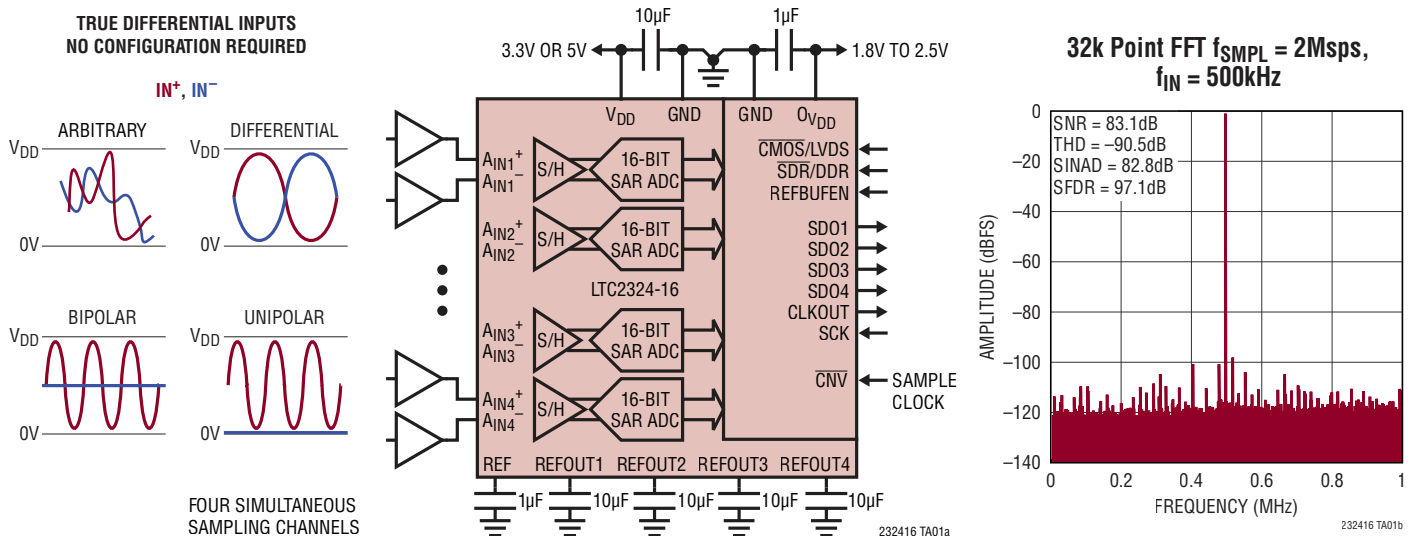 TRUE DIFFERENTIAL INPUTS
NO CONFIGURATION REQUIRED
IN⁺, IN⁻
ARBITRARY
DIFFERENTIAL
VDD
VDD
0V
0V
BIPOLAR
UNIPOLAR
VDD
VDD
0V
0V
FOUR SIMULTANEOUS
SAMPLING CHANNELS
10µF
1µF
3.3V OR 5V
1.8V TO 2.5V
VDD
GND
GND
OVDD
AIN1⁺
AIN1⁻
S/H
16-BIT
SAR ADC
AIN2⁺
AIN2⁻
S/H
16-BIT
SAR ADC
LTC2324-16
AIN3⁺
AIN3⁻
S/H
16-BIT
SAR ADC
AIN4⁺
AIN4⁻
S/H
16-BIT
SAR ADC
C̅M̅O̅S̅/LVDS
S̅D̅R̅/DDR
REFBUFEN
SDO1
SDO2
SDO3
SDO4
CLKOUT
SCK
C̅N̅V̅
SAMPLE
CLOCK
REF
REFOUT1
REFOUT2
REFOUT3
REFOUT4
1µF
10µF
10µF
10µF
10µF
232416 TA01a
32k Point FFT fSMPL = 2Msps,
fIN = 500kHz
SNR = 83.1dB
THD = –90.5dB
SINAD = 82.8dB
SFDR = 97.1dB
AMPLITUDE (dBFS)
0
–20
–40
–60
–80
–100
–120
–140
0
0.2
0.4
0.6
0.8
1
FREQUENCY (MHz)
232416 TA01b